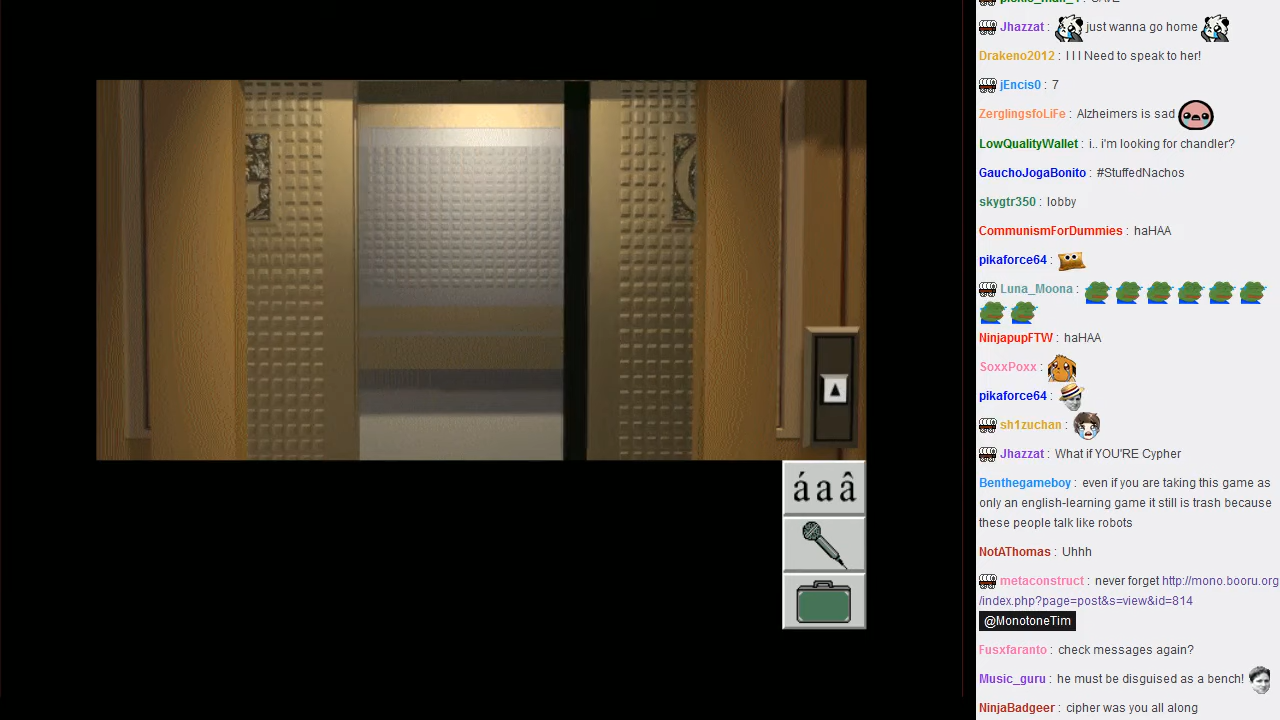 á a â
Jhazzat : just wanna go home
Drakeno2012 : I I I Need to speak to her!
jEncis0 : 7
ZerglingsfoLiFe : Alzheimers is sad
LowQualityWallet : i.. i'm looking for chandler?
GauchoJogaBonito : #StuffedNachos
skygtr350 : lobby
CommunismForDummies : haHAA
pikaforce64 :
Luna_Moona :
NinjapupFTW : haHAA
SoxxPoxx :
pikaforce64 :
sh1zuchan :
Jhazzat : What if YOU'RE Cypher
Benthegameboy : even if you are taking this game as
only an english-learning game it still is trash because
these people talk like robots
NotAThomas : Uhhh
metaconstruct : never forget http://mono.booru.org
/index.php?page=post&s=view&id=814
@MonotoneTim
Fusxfaranto : check messages again?
Music_guru : he must be disguised as a bench!
NinjaBadgeer : cipher was you all along